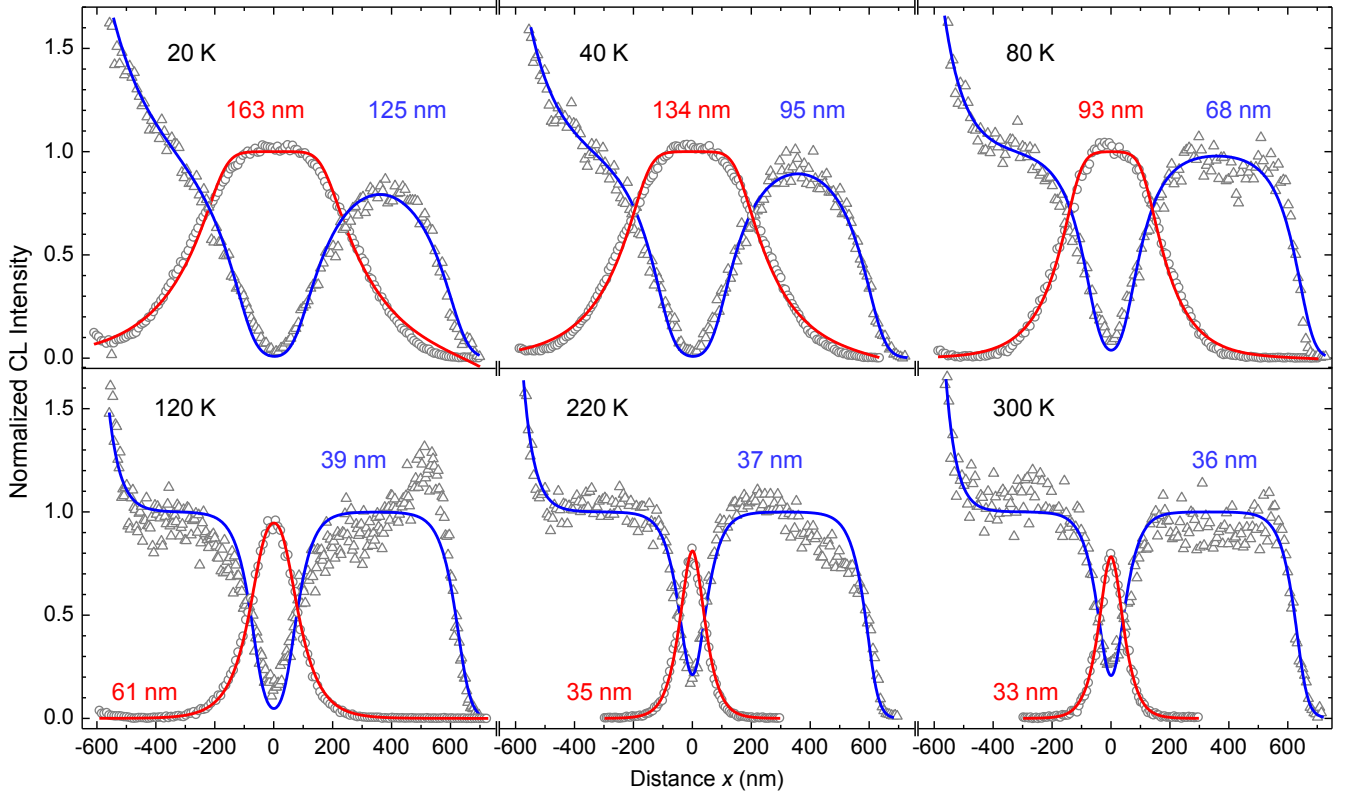 20 K
40 K
80 K
163 nm
125 nm
134 nm
95 nm
93 nm
68 nm
1.5
1.0
0.5
0.0
120 K
220 K
300 K
39 nm
37 nm
36 nm
61 nm
35 nm
33 nm
1.5
1.0
0.5
0.0
-600 -400 -200 0 200 400 600
-600 -400 -200 0 200 400 600
-600 -400 -200 0 200 400 600
Normalized CL Intensity
Distance x (nm)